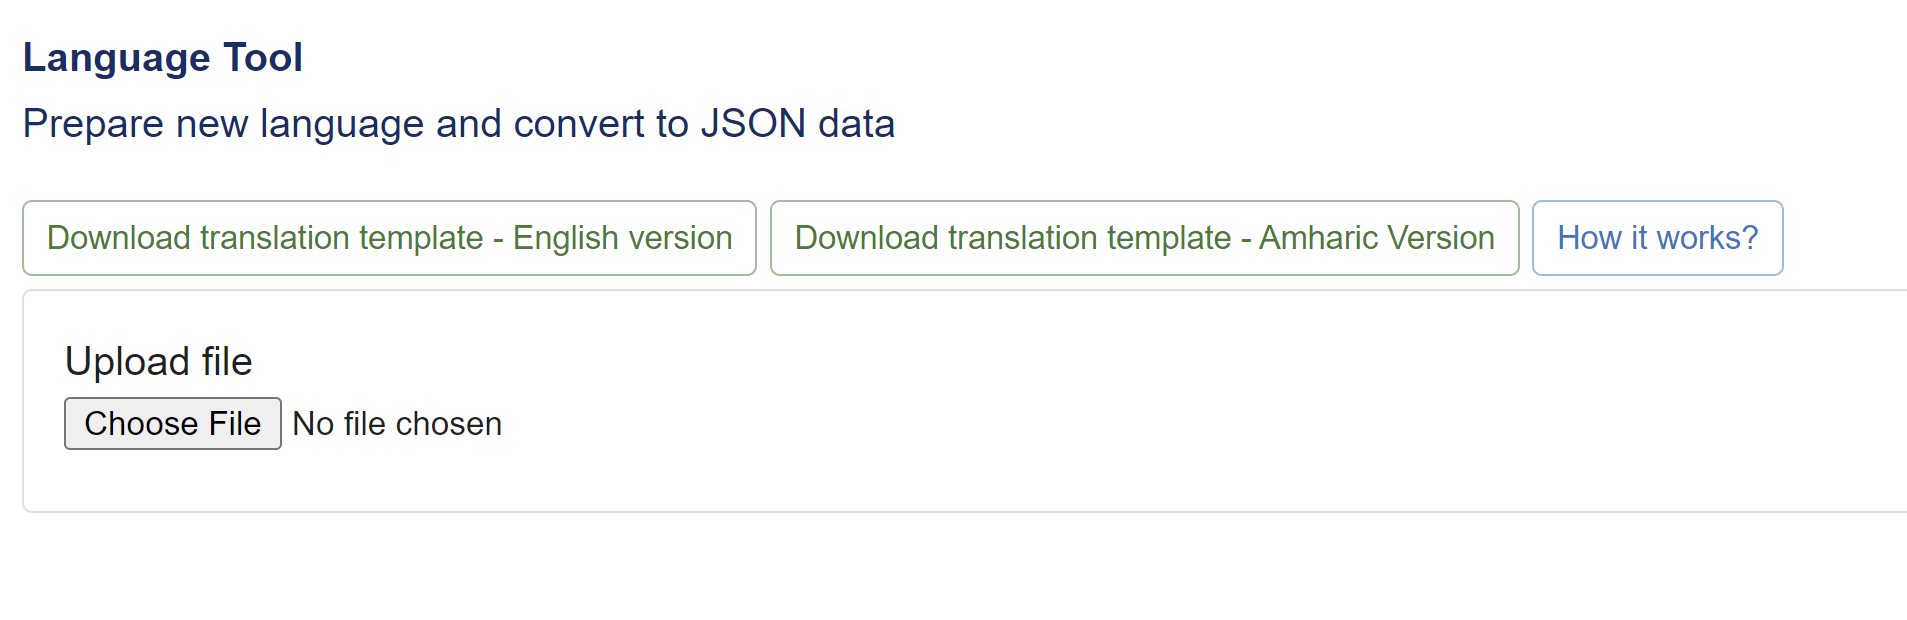 Language Tool
Prepare new language and convert to JSON data
Download translation template - English version
Download translation template - Amharic Version
How it works?
Upload file
Choose File No file chosen